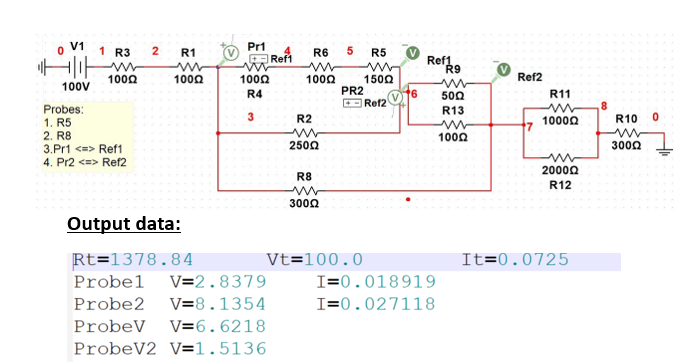 0 V1 1 R3 2 R1 Pr1 4 Ref1 R6 5 R5 Ref1
100V 100Ω 100Ω 100Ω 100Ω 150Ω
R4 PR2 Ref2 6 R9 50Ω Ref2
R13 100Ω
3 R2 250Ω
R8 300Ω
7 R11 1000Ω 8 R10 0
300Ω
2000Ω
R12
Probes:
1. R5
2. R8
3.Pr1 <=> Ref1
4. Pr2 <=> Ref2
V V V V
Output data:
Rt=1378.84 Vt=100.0 It=0.0725
Probe1 V=2.8379 I=0.018919
Probe2 V=8.1354 I=0.027118
ProbeV V=6.6218
ProbeV2 V=1.5136